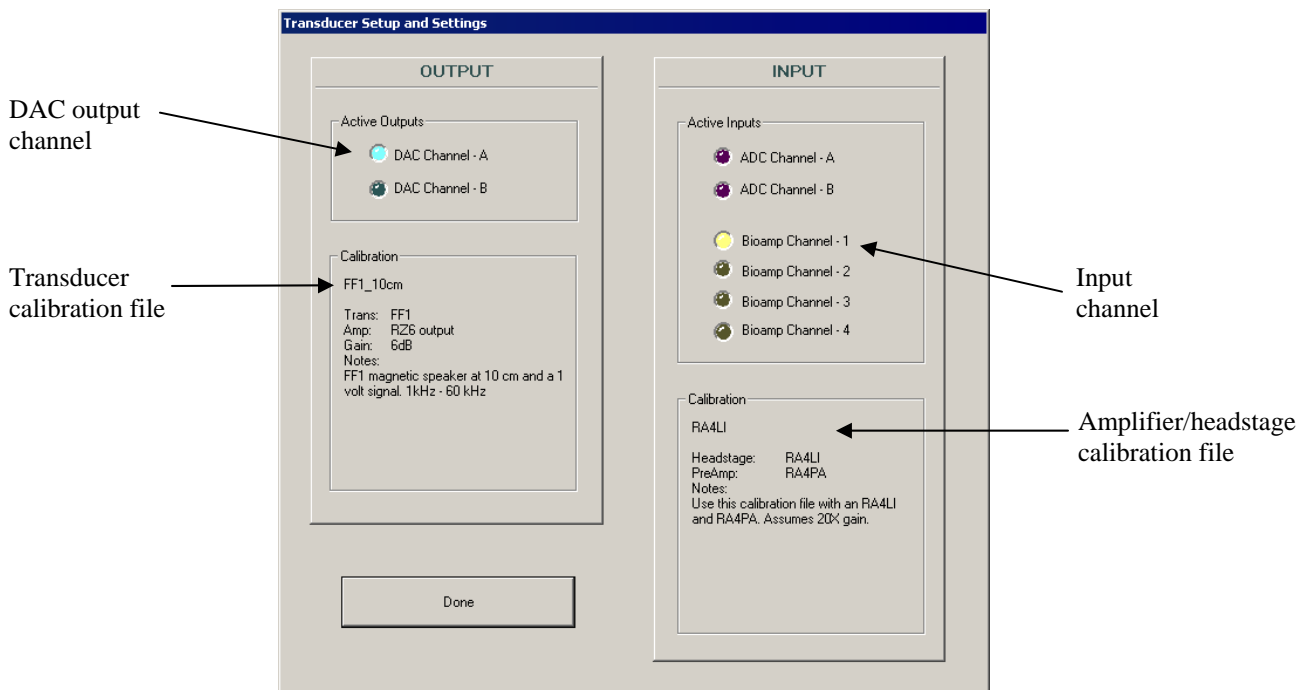 Transducer Setup and Settings
DAC output
channel
Transducer
calibration file
OUTPUT
Active Outputs
DAC Channel - A
DAC Channel - B
Calibration
FF1_10cm
Trans: FF1
Amp: RZ6 output
Gain: 6dB
Notes:
FF1 magnetic speaker at 10 cm and a 1
volt signal. 1kHz - 60 kHz
Done
INPUT
Active Inputs
ADC Channel - A
ADC Channel - B
Bioamp Channel - 1
Bioamp Channel - 2
Bioamp Channel - 3
Bioamp Channel - 4
Calibration
RA4LI
Headstage: RA4LI
PreAmp: RA4PA
Notes:
Use this calibration file with an RA4LI
and RA4PA. Assumes 20X gain.
Input
channel
Amplifier/headstage
calibration file